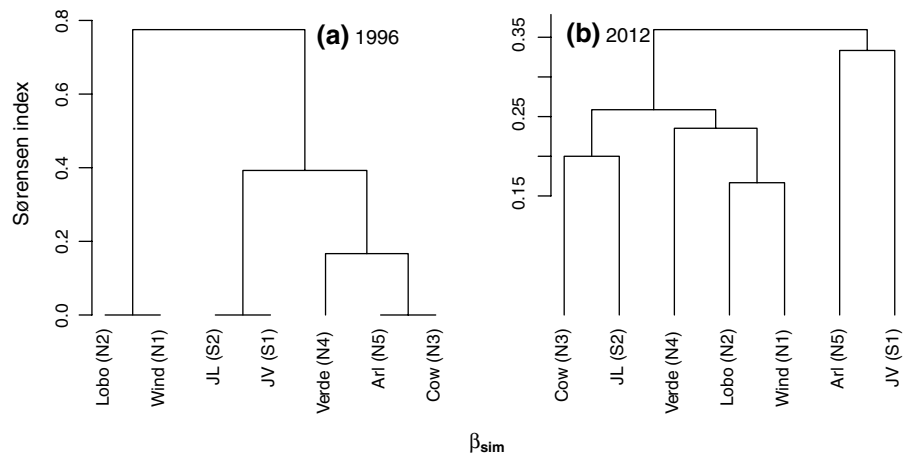 (a) 1996
Sørensen index
0.8
0.6
0.4
0.2
0.0
Lobo (N2)
Wind (N1)
JL (S2)
JV (S1)
Verde (N4)
Arl (N5)
Cow (N3)
(b) 2012
0.35
0.25
0.15
Cow (N3)
JL (S2)
Verde (N4)
Lobo (N2)
Wind (N1)
Arl (N5)
JV (S1)
βsim